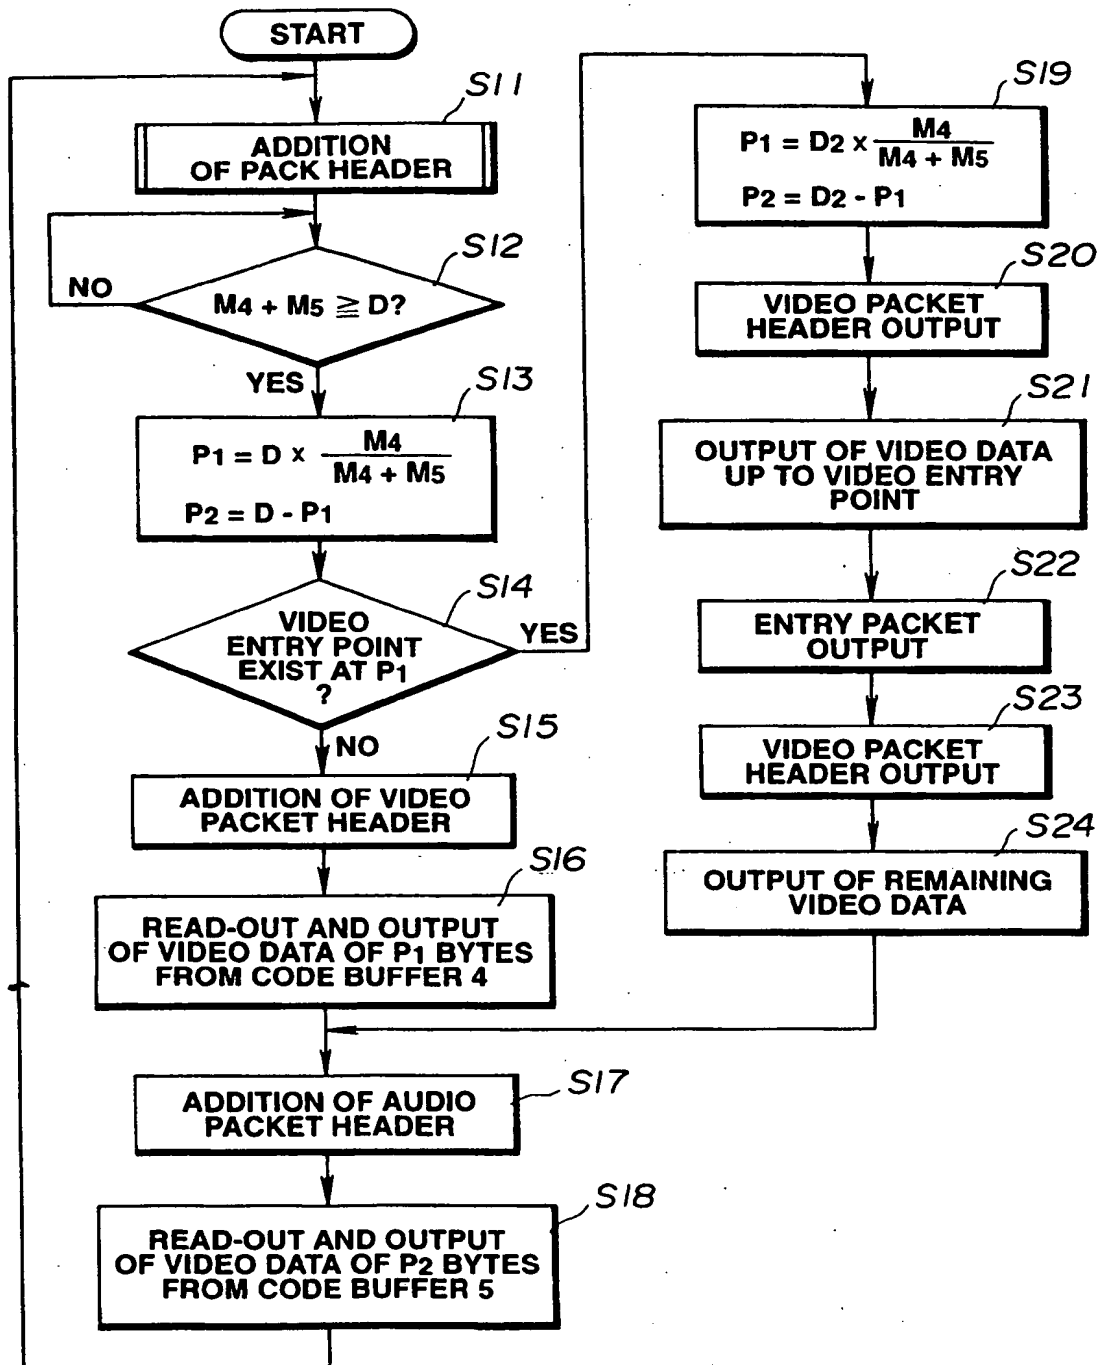 START
S11
ADDITION
OF PACK HEADER
S12
NO
M4 + M5 ≧ D?
YES
S13
P1 = D × M4 / M4 + M5
P2 = D - P1
S14
VIDEO
ENTRY POINT
EXIST AT P1
?
YES
NO
S15
ADDITION OF VIDEO
PACKET HEADER
S16
READ-OUT AND OUTPUT
OF VIDEO DATA OF P1 BYTES
FROM CODE BUFFER 4
S17
ADDITION OF AUDIO
PACKET HEADER
S18
READ-OUT AND OUTPUT
OF VIDEO DATA OF P2 BYTES
FROM CODE BUFFER 5
S19
P1 = D2 × M4 / M4 + M5
P2 = D2 - P1
S20
VIDEO PACKET
HEADER OUTPUT
S21
OUTPUT OF VIDEO DATA
UP TO VIDEO ENTRY
POINT
S22
ENTRY PACKET
OUTPUT
S23
VIDEO PACKET
HEADER OUTPUT
S24
OUTPUT OF REMAINING
VIDEO DATA